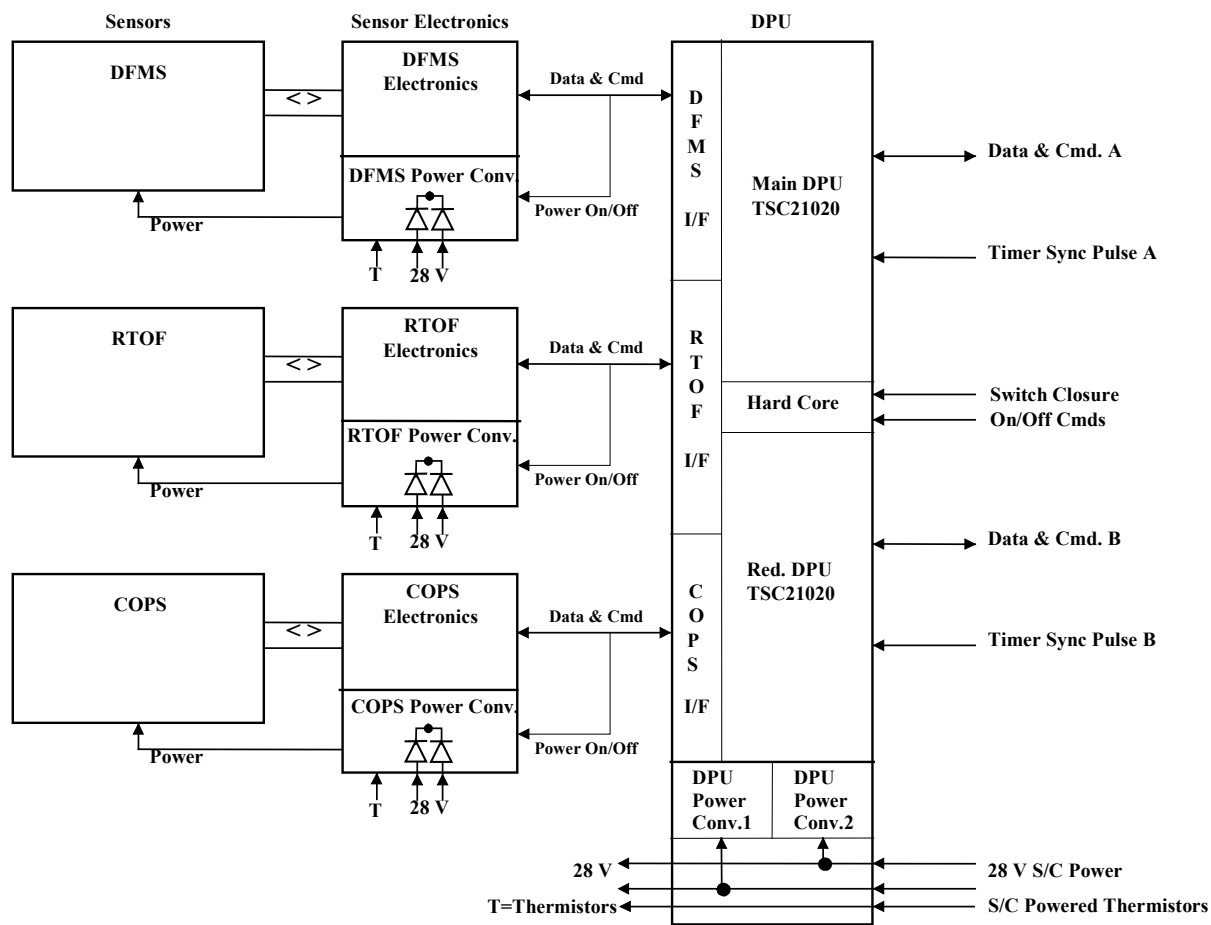 Sensors
Sensor Electronics
DPU
DFMS
< >
DFMS
Electronics
Data & Cmd
DFMS Power Conv.
Power On/Off
Power
T
28 V
D
F
M
S
I/F
Main DPU
TSC21020
Data & Cmd. A
Timer Sync Pulse A
RTOF
< >
RTOF
Electronics
Data & Cmd
RTOF Power Conv.
Power On/Off
Power
T
28 V
R
T
O
F
I/F
Hard Core
Switch Closure
On/Off Cmds
COPS
< >
COPS
Electronics
Data & Cmd
COPS Power Conv.
Power On/Off
Power
T
28 V
C
O
P
S
I/F
Red. DPU
TSC21020
Data & Cmd. B
Timer Sync Pulse B
DPU
Power
Conv.1
DPU
Power
Conv.2
28 V
28 V S/C Power
T=Thermistors
S/C Powered Thermistors